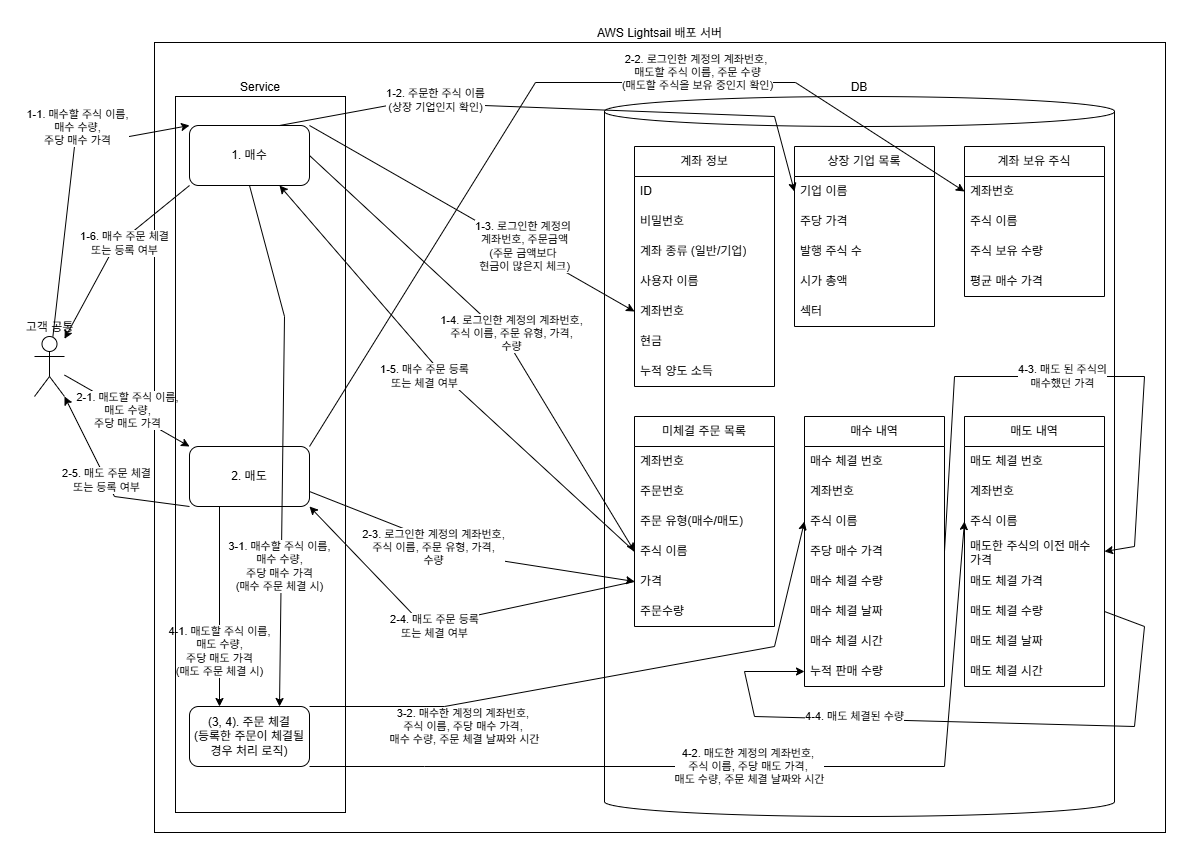 AWS Lightsail 배포 서버
Service
DB
1-1. 매수할 주식 이름,
매수 수량,
주당 매수 가격
1. 매수
1-2. 주문한 주식 이름
(상장 기업인지 확인)
2-2. 로그인한 계정의 계좌번호,
매도할 주식 이름, 주문 수량
(매도할 주식을 보유 중인지 확인)
1-6. 매수 주문 체결
또는 등록 여부
1-3. 로그인한 계정의
계좌번호, 주문금액
(주문 금액보다
현금이 많은지 체크)
1-4. 로그인한 계정의 계좌번호,
주식 이름, 주문 유형, 가격,
수량
1-5. 매수 주문 등록
또는 체결 여부
고객 공통
2-1. 매도할 주식 이름,
매도 수량,
주당 매도 가격
2-5. 매도 주문 체결
또는 등록 여부
2. 매도
2-3. 로그인한 계정의 계좌번호,
주식 이름, 주문 유형, 가격,
수량
2-4. 매도 주문 등록
또는 체결 여부
3-1. 매수할 주식 이름,
매수 수량,
주당 매수 가격
(매수 주문 체결 시)
4-1. 매도할 주식 이름,
매도 수량,
주당 매도 가격
(매도 주문 체결 시)
(3, 4). 주문 체결
(등록한 주문이 체결될
경우 처리 로직)
3-2. 매수한 계정의 계좌번호,
주식 이름, 주당 매수 가격,
매수 수량, 주문 체결 날짜와 시간
4-2. 매도한 계정의 계좌번호,
주식 이름, 주당 매도 가격,
매도 수량, 주문 체결 날짜와 시간
계좌 정보
ID
비밀번호
계좌 종류 (일반/기업)
사용자 이름
계좌번호
현금
누적 양도 소득
상장 기업 목록
기업 이름
주당 가격
발행 주식 수
시가 총액
섹터
계좌 보유 주식
계좌번호
주식 이름
주식 보유 수량
평균 매수 가격
4-3. 매도 된 주식의
매수했던 가격
미체결 주문 목록
계좌번호
주문번호
주문 유형(매수/매도)
주식 이름
가격
주문수량
매수 내역
매수 체결 번호
계좌번호
주식 이름
주당 매수 가격
매수 체결 수량
매수 체결 날짜
매수 체결 시간
누적 판매 수량
매도 내역
매도 체결 번호
계좌번호
주식 이름
매도한 주식의 이전 매수
가격
매도 체결 가격
매도 체결 수량
매도 체결 날짜
매도 체결 시간
4-4. 매도 체결된 수량